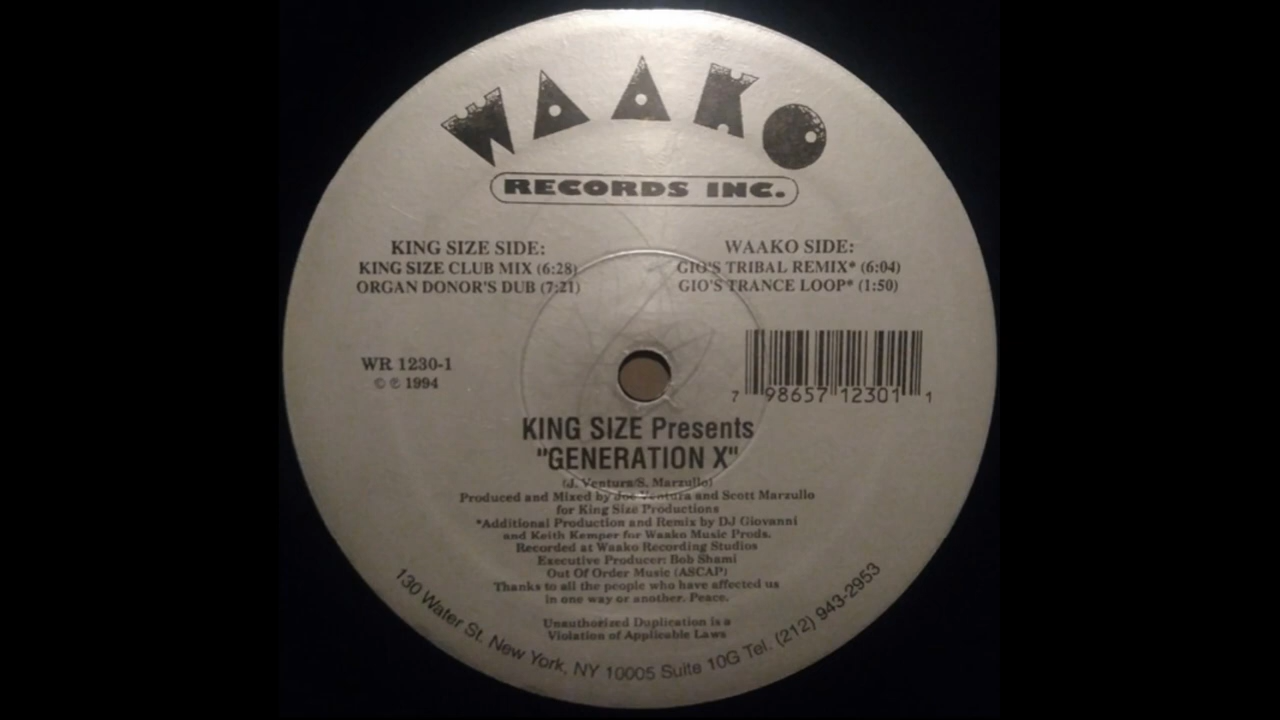 WAAKO
RECORDS INC.
KING SIZE SIDE:
KING SIZE CLUB MIX (6:28)
ORGAN DONOR'S DUB (7:21)
WAAKO SIDE:
GIO'S TRIBAL REMIX* (6:04)
GIO'S TRANCE LOOP* (1:50)
WR 1230-1
© ℗ 1994
7 98657 12301 1
KING SIZE Presents
"GENERATION X"
(J. Ventura/S. Marzullo)
Produced and Mixed by Joe Ventura and Scott Marzullo
for King Size Productions
*Additional Production and Remix by DJ Giovanni
and Keith Kemper for Waako Music Prods.
Recorded at Waako Recording Studios
Executive Producer: Bob Shami
Out Of Order Music (ASCAP)
Thanks to all the people who have affected us
in one way or another. Peace.
Unauthorized Duplication is a
Violation of Applicable Laws
130 Water St. New York, NY 10005 Suite 10G Tel. (212) 943-2953